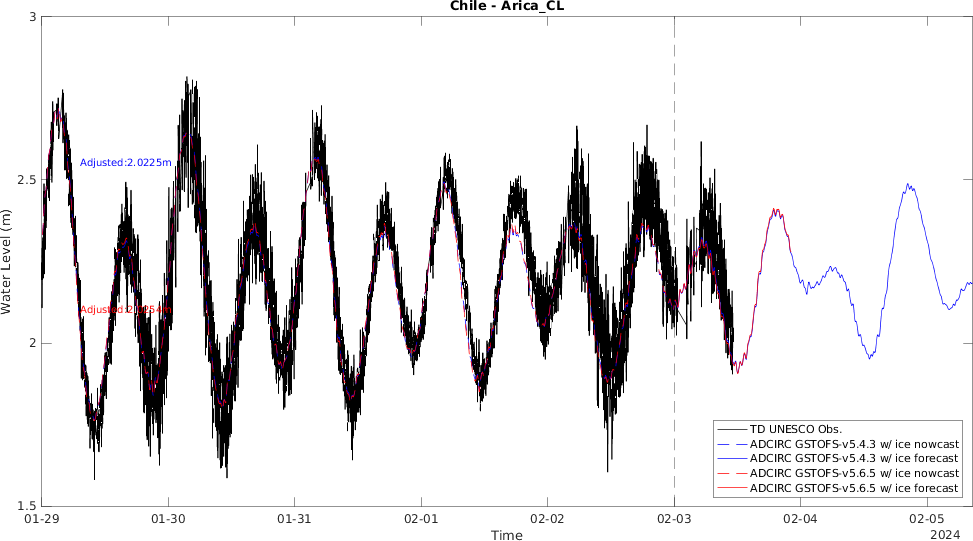 Chile - Arica_CL
3
2.5
2
1.5
Water Level (m)
Adjusted:2.0225m
01-29
01-30
01-31
02-01
02-02
02-03
02-04
02-05
2024
Time
TD UNESCO Obs.
ADCIRC GSTOFS-v5.4.3 w/ ice nowcast
ADCIRC GSTOFS-v5.4.3 w/ ice forecast
ADCIRC GSTOFS-v5.6.5 w/ ice nowcast
ADCIRC GSTOFS-v5.6.5 w/ ice forecast